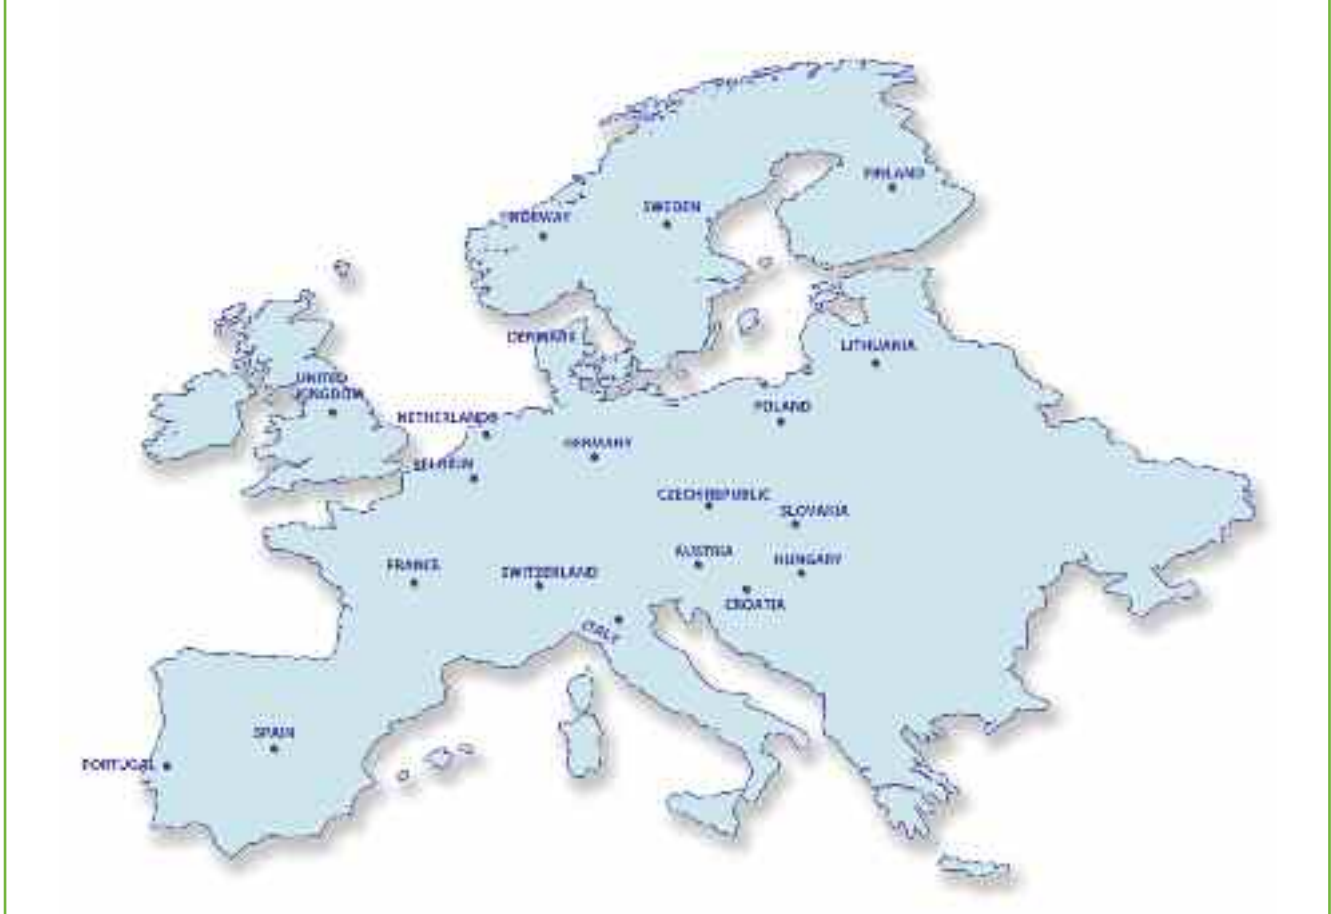 FINLAND
SWEDEN
NORWAY
DENMARK
LITHUANIA
UNITED
KINGDOM
POLAND
NETHERLANDS
GERMANY
BELGIUM
CZECH REPUBLIC
SLOVAKIA
AUSTRIA
HUNGARY
FRANCE
SWITZERLAND
CROATIA
ITALY
SPAIN
PORTUGAL